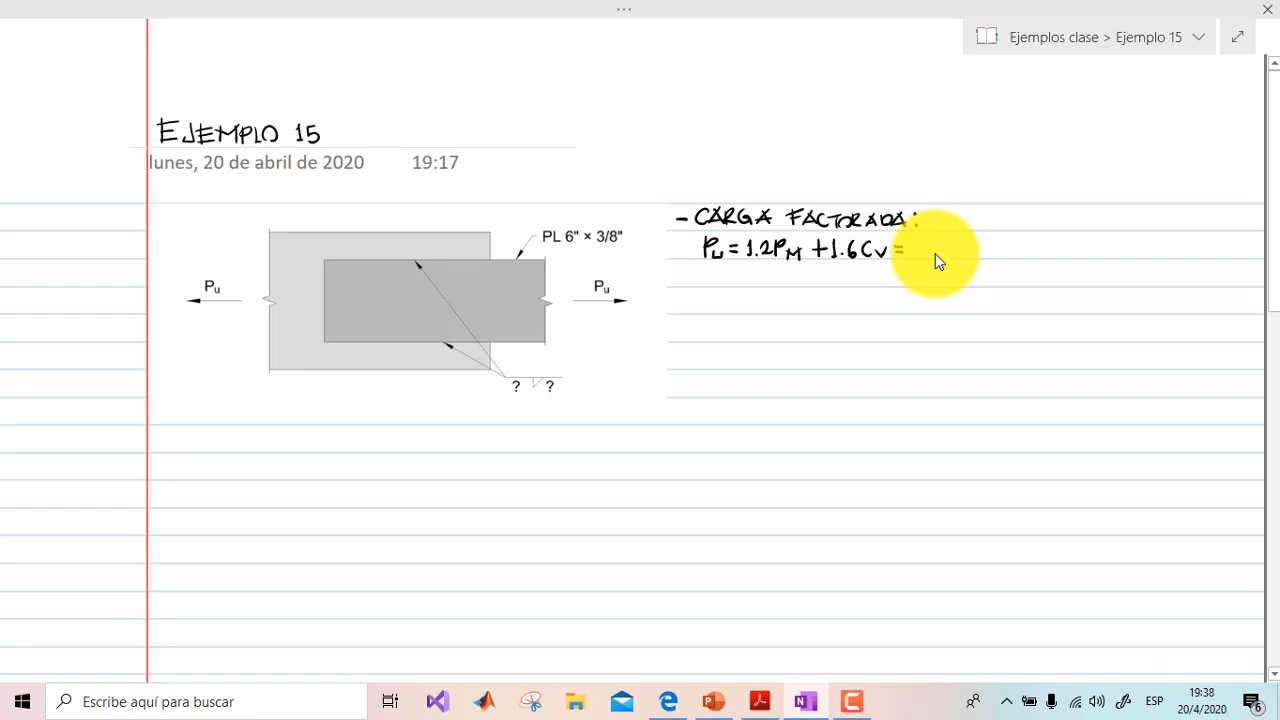 Ejemplos clase > Ejemplo 15
EJEMPLO 15
lunes, 20 de abril de 2020 19:17
PL 6" × 3/8"
Pu
Pu
? ?
- CARGA FACTORADA:
Pu = 1.2PM + 1.6CV =
Escribe aquí para buscar
ESP
19:38
20/4/2020
6